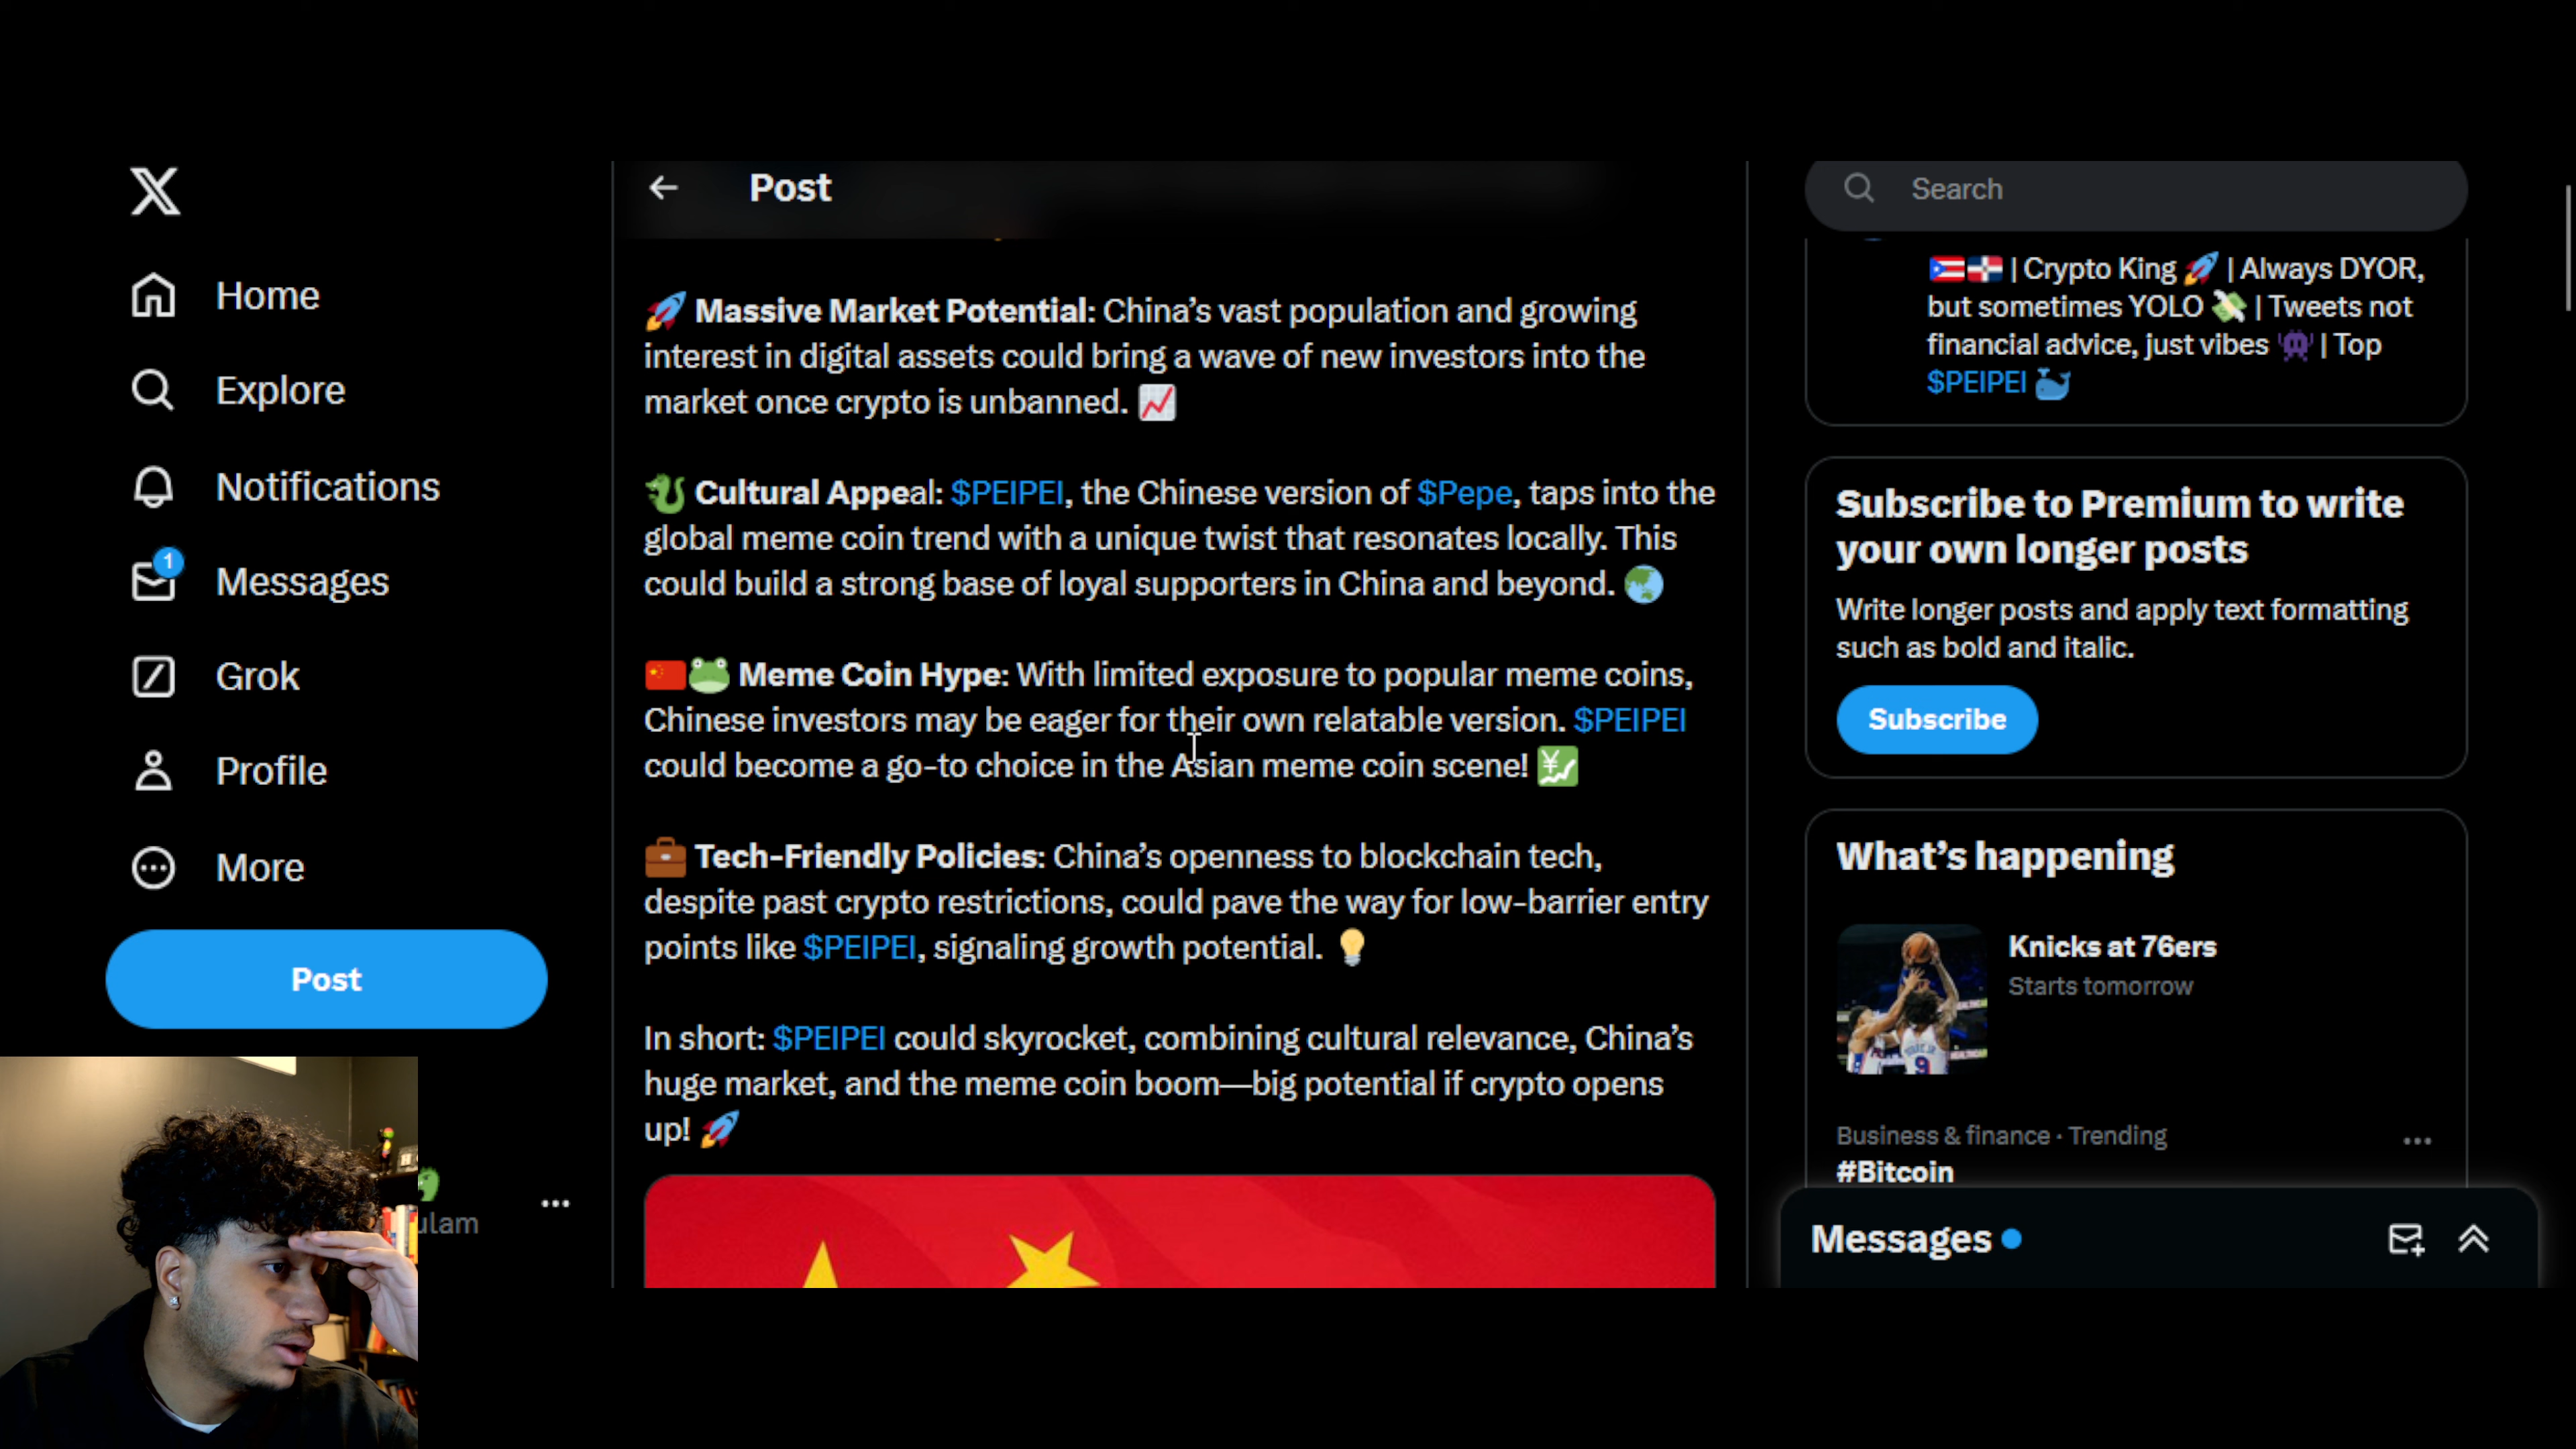 Home
Explore
Notifications
1
Messages
Grok
Profile
More
Post
ulam
Post
🚀 Massive Market Potential: China’s vast population and growing
interest in digital assets could bring a wave of new investors into the
market once crypto is unbanned. 📈
🐉 Cultural Appeal: $PEIPEI, the Chinese version of $Pepe, taps into the
global meme coin trend with a unique twist that resonates locally. This
could build a strong base of loyal supporters in China and beyond. 🌏
🇨🇳🐸 Meme Coin Hype: With limited exposure to popular meme coins,
Chinese investors may be eager for their own relatable version. $PEIPEI
could become a go-to choice in the Asian meme coin scene! 💹
💼 Tech-Friendly Policies: China’s openness to blockchain tech,
despite past crypto restrictions, could pave the way for low-barrier entry
points like $PEIPEI, signaling growth potential. 💡
In short: $PEIPEI could skyrocket, combining cultural relevance, China’s
huge market, and the meme coin boom—big potential if crypto opens
up! 🚀
Search
🇵🇷🇩🇴 | Crypto King 🚀 | Always DYOR,
but sometimes YOLO 💸 | Tweets not
financial advice, just vibes 👾 | Top
$PEIPEI 🐳
Subscribe to Premium to write
your own longer posts
Write longer posts and apply text formatting
such as bold and italic.
Subscribe
What’s happening
Knicks at 76ers
Starts tomorrow
Business & finance · Trending
#Bitcoin
Messages